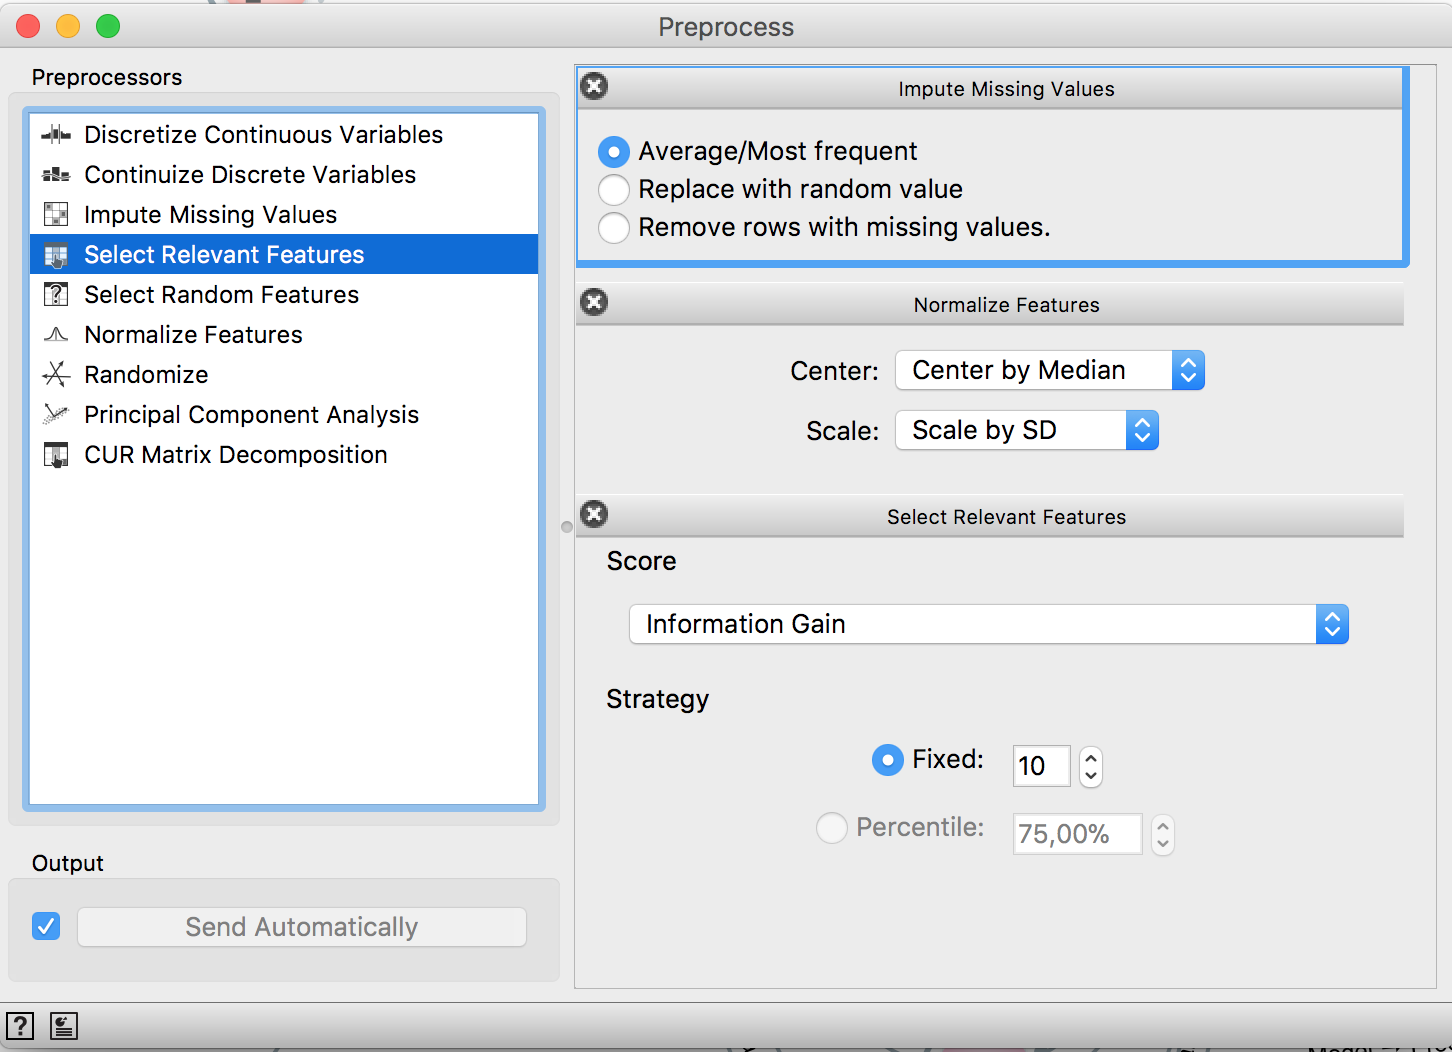 Preprocess
Preprocessors
Discretize Continuous Variables
Continuize Discrete Variables
Impute Missing Values
Select Relevant Features
Select Random Features
Normalize Features
Randomize
Principal Component Analysis
CUR Matrix Decomposition
Output
Send Automatically
Impute Missing Values
Average/Most frequent
Replace with random value
Remove rows with missing values.
Normalize Features
Center: Center by Median
Scale: Scale by SD
Select Relevant Features
Score
Information Gain
Strategy
Fixed: 10
Percentile: 75,00%
?